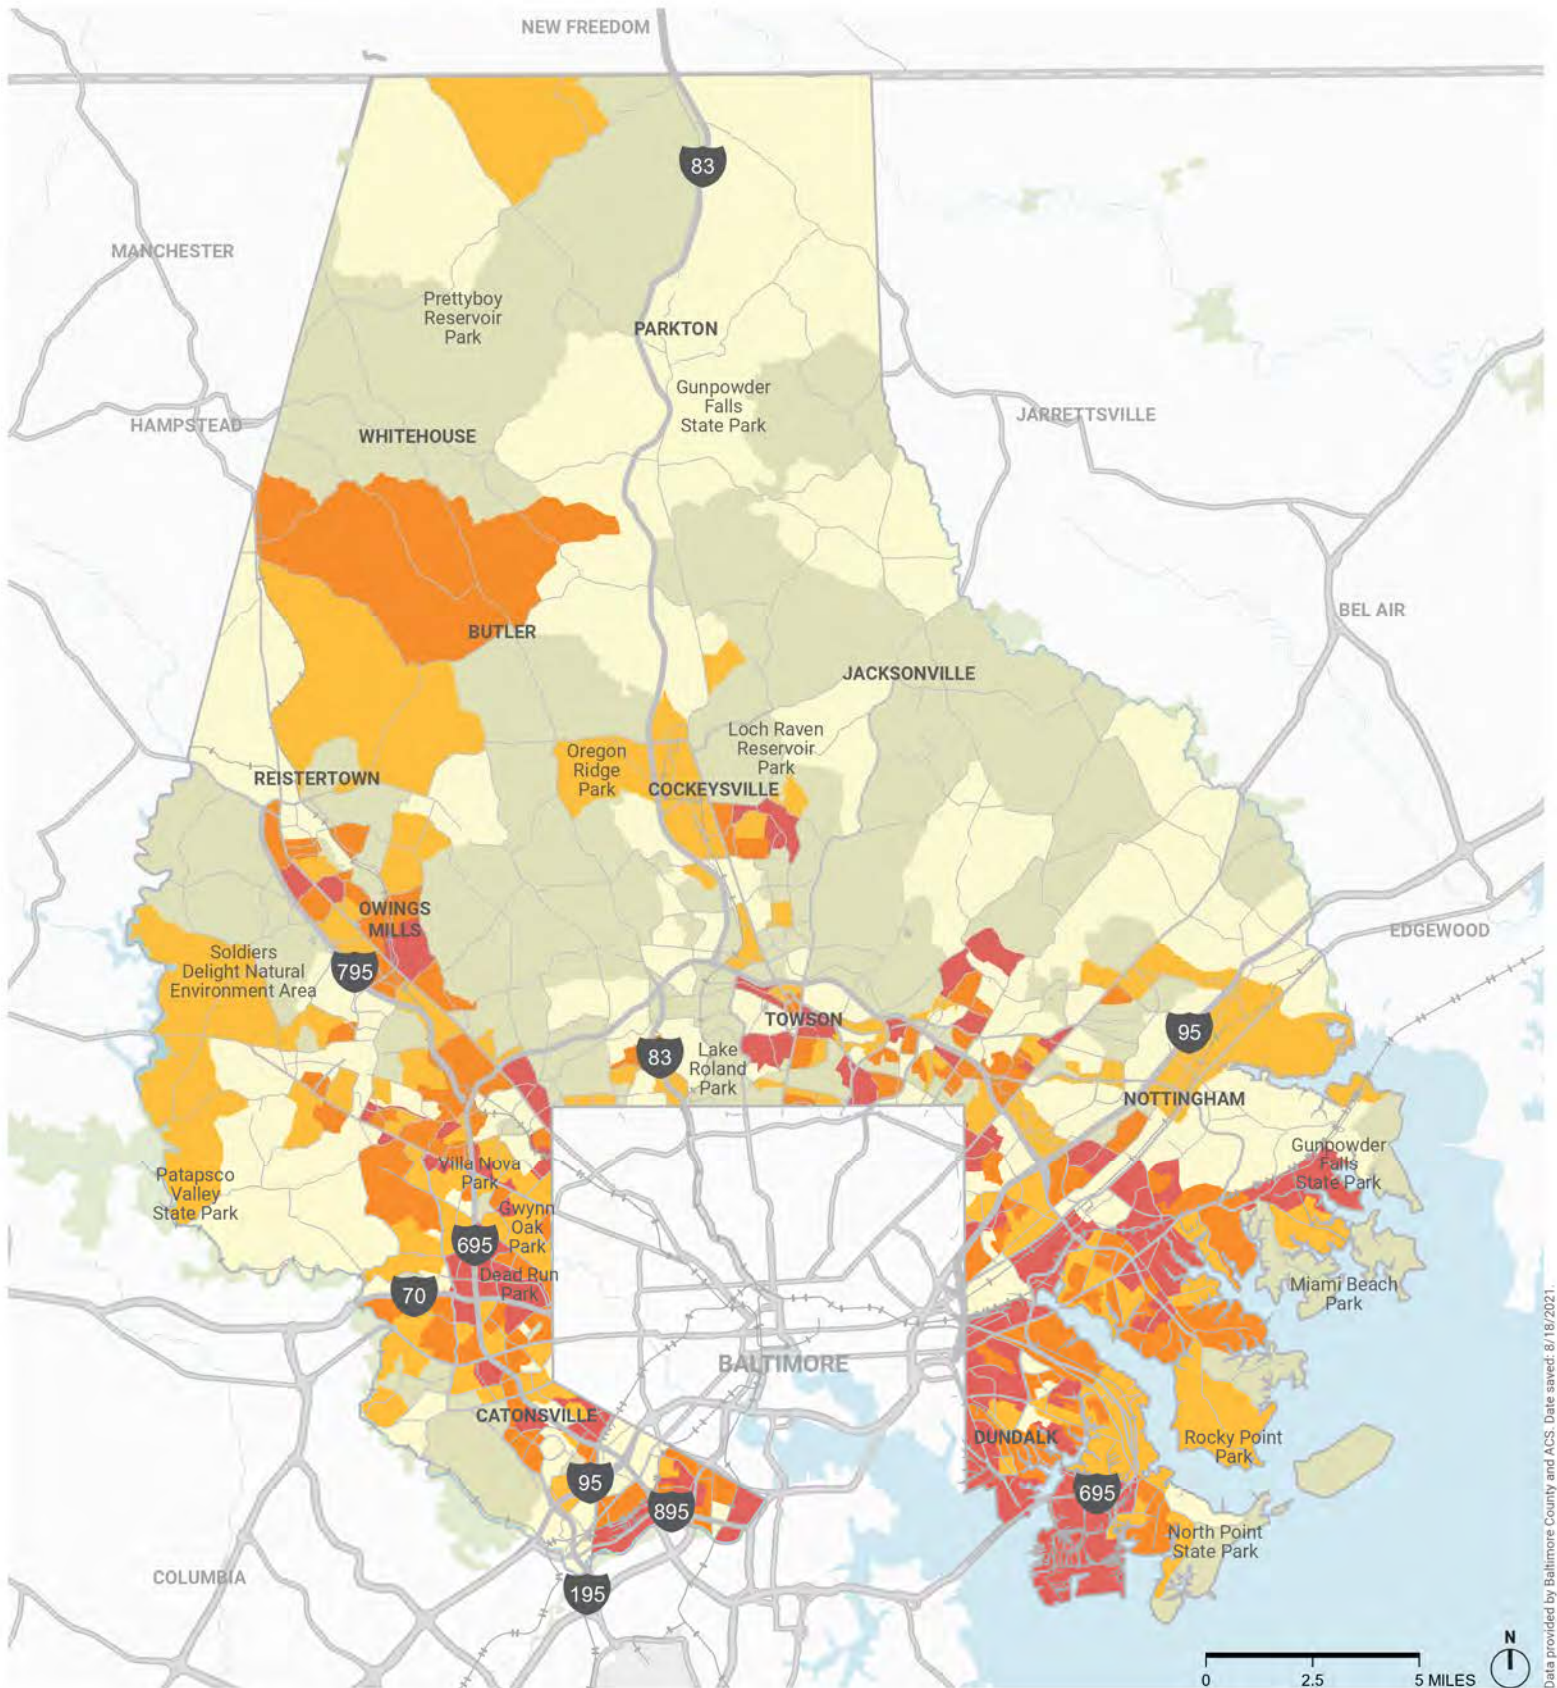 NEW FREEDOM
83
MANCHESTER
Prettyboy
Reservoir
Park
PARKTON
Gunpowder
Falls
State Park
HAMPSTEAD
WHITEHOUSE
JARRETTSVILLE
BEL AIR
BUTLER
JACKSONVILLE
Loch Raven
Reservoir
Park
Oregon
Ridge
Park
REISTERTOWN
COCKEYSVILLE
OWINGS
MILLS
EDGEWOOD
Soldiers
Delight Natural
Environment Area
795
TOWSON
95
83
Lake
Roland
Park
NOTTINGHAM
Gunpowder
Falls
State Park
Villa Nova
Park
Patapsco
Valley
State Park
Gwynn
Oak
Park
695
Dead Run
Park
70
Miami Beach
Park
BALTIMORE
CATONSVILLE
DUNDALK
Rocky Point
Park
95
895
695
North Point
State Park
COLUMBIA
195
N
0 2.5 5 MILES
Data provided by Baltimore County and ACS. Date saved: 8/18/2021.